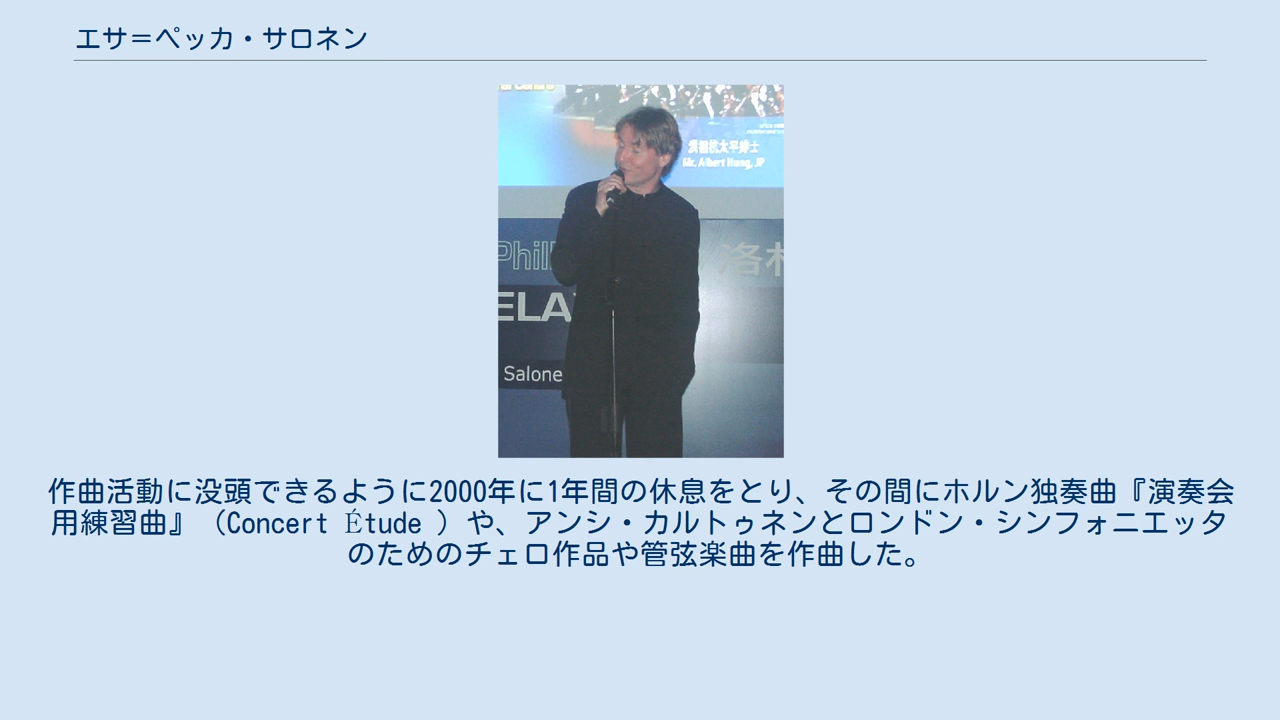 エサ＝ペッカ・サロネン
Mr. Albert Hung, JP
Phil
洛
ELA
Salone
作曲活動に没頭できるように2000年に1年間の休息をとり、その間にホルン独奏曲『演奏会
用練習曲』（Concert Étude ）や、アンシ・カルトゥネンとロンドン・シンフォニエッタ
のためのチェロ作品や管弦楽曲を作曲した。